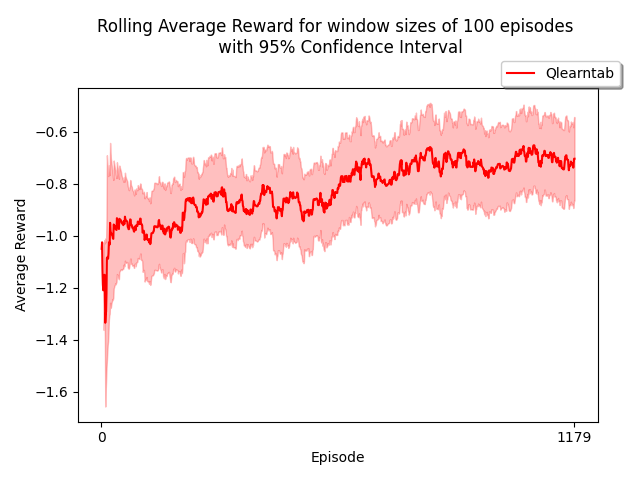 Rolling Average Reward for window sizes of 100 episodes
with 95% Confidence Interval
Qlearntab
−0.6
−0.8
−1.0
−1.2
−1.4
−1.6
Average Reward
0
1179
Episode